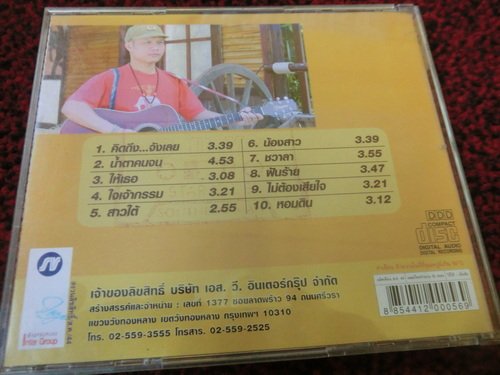 1. คิดถึง...จังเลย 3.39
2. น้ำตาคนจน 4.53
3. ให้เธอ 3.08
4. ใจเจ้ากรรม 3.21
5. สาวใต้ 2.55
6. น้องสาว 3.39
7. ชวาลา 3.55
8. ฝันร้าย 3.47
9. ไม่ต้องเสียใจ 3.21
10. หอมดิน 3.12
DDD
COMPACT
disc
DIGITAL AUDIO
DIGITAL RECORDING
เจ้าของลิขสิทธิ์ บริษัท เอส. วี. อินเตอร์กรุ๊ป จำกัด
สร้างสรรค์และจำหน่าย : เลขที่ 1377 ซอยลาดพร้าว 94 ถนนศรีวรา
แขวงวังทองหลาง เขตวังทองหลาง กรุงเทพฯ 10310
โทร. 02-559-3555 โทรสาร. 02-559-2525
8 854412 000569